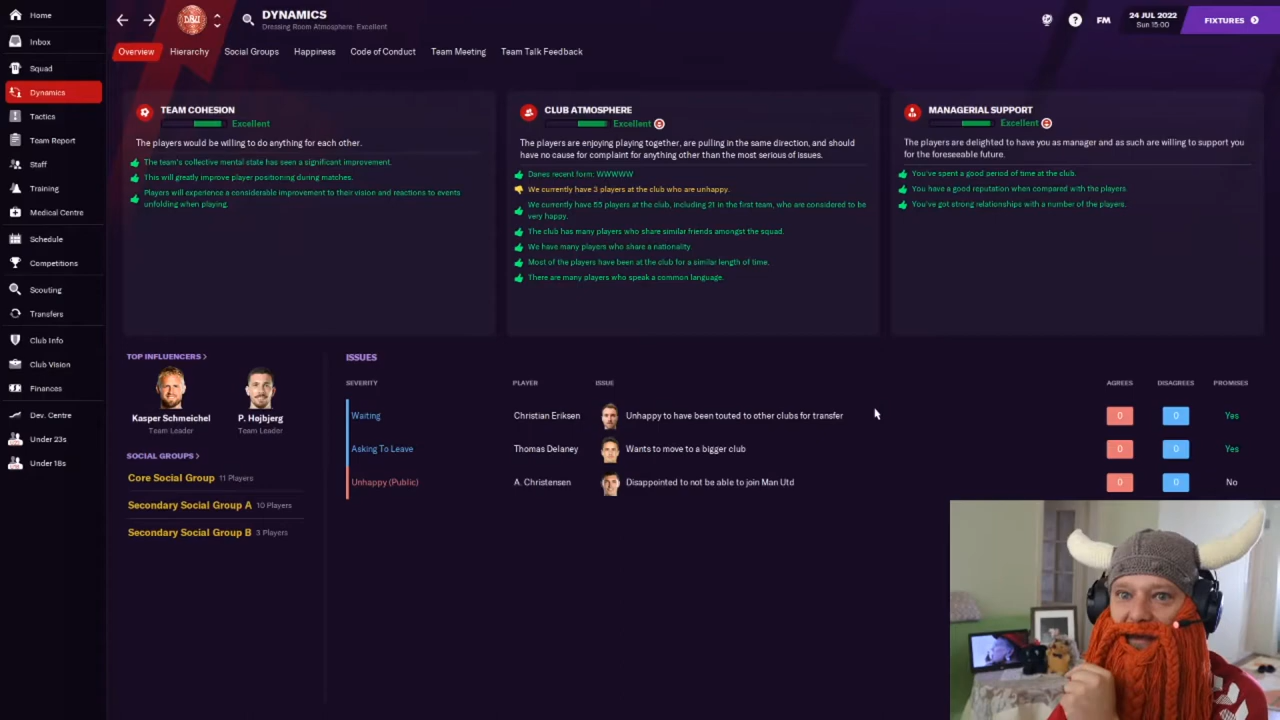 Home
Inbox
Squad
Dynamics
Tactics
Team Report
Staff
Training
Medical Centre
Schedule
Competitions
Scouting
Transfers
Club Info
Club Vision
Finances
Dev. Centre
Under 23s
Under 18s
DBU
DYNAMICS
Dressing Room Atmosphere: Excellent
?
FM
24 JUL 2022
Sun 15:00
FIXTURES
Overview
Hierarchy
Social Groups
Happiness
Code of Conduct
Team Meeting
Team Talk Feedback
TEAM COHESION
Excellent
The players would be willing to do anything for each other.
The team's collective mental state has seen a significant improvement.
This will greatly improve player positioning during matches.
Players will experience a considerable improvement to their vision and reactions to events
unfolding when playing.
CLUB ATMOSPHERE
Excellent
The players are enjoying playing together, are pulling in the same direction, and should
have no cause for complaint for anything other than the most serious of issues.
Danes recent form: WWWWW
We currently have 3 players at the club who are unhappy.
We currently have 55 players at the club, including 21 in the first team, who are considered to be
very happy.
The club has many players who share similar friends amongst the squad.
We have many players who share a nationality.
Most of the players have been at the club for a similar length of time.
There are many players who speak a common language.
MANAGERIAL SUPPORT
Excellent
The players are delighted to have you as manager and as such are willing to support you
for the foreseeable future.
You've spent a good period of time at the club.
You have a good reputation when compared with the players.
You've got strong relationships with a number of the players.
TOP INFLUENCERS >
Kasper Schmeichel
Team Leader
P. Hojbjerg
Team Leader
SOCIAL GROUPS >
Core Social Group 11 Players
Secondary Social Group A 10 Players
Secondary Social Group B 3 Players
ISSUES
SEVERITY PLAYER ISSUE AGREES DISAGREES PROMISES
Waiting Christian Eriksen Unhappy to have been touted to other clubs for transfer 0 0 Yes
Asking To Leave Thomas Delaney Wants to move to a bigger club 0 0 Yes
Unhappy (Public) A. Christensen Disappointed to not be able to join Man Utd 0 0 No